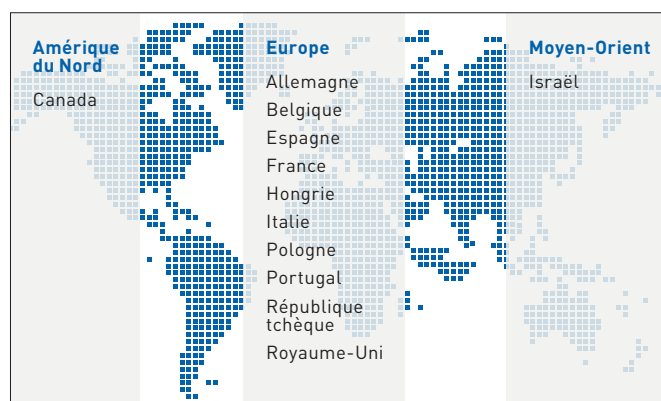 Amérique
du Nord
Canada
Europe
Allemagne
Belgique
Espagne
France
Hongrie
Italie
Pologne
Portugal
République
tchèque
Royaume-Uni
Moyen-Orient
Israël